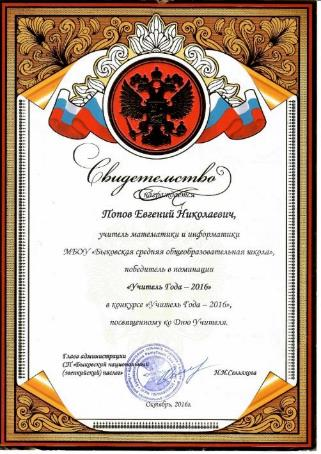 Свидетельство
награждается
Попов Евгений Николаевич,
учитель математики и информатики
МБОУ «Быковская средняя общеобразовательная школа»,
победитель в номинации
«Учитель Года – 2016»
в конкурсе «Учитель Года – 2016»,
посвященному ко Дню Учителя.
Глава администрации
СП «Быковский национальный
(эвенкийский) наслег»
Октябрь, 2016г.